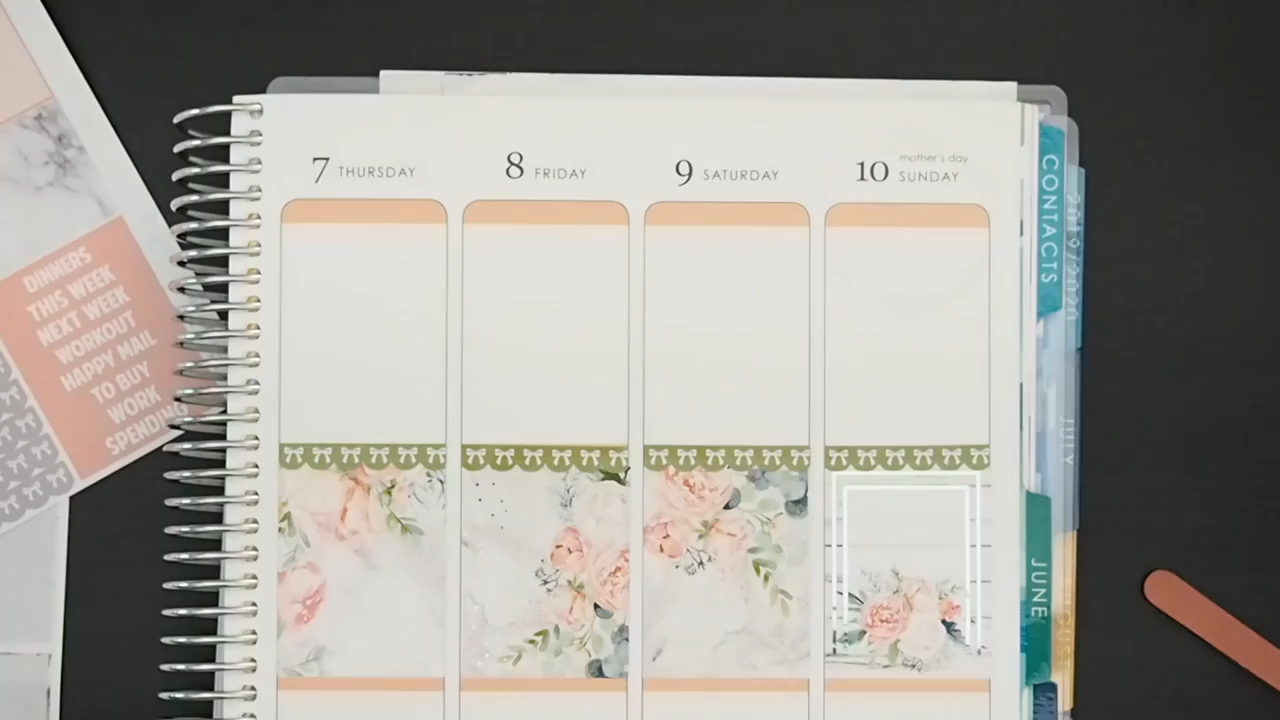 7 THURSDAY
8 FRIDAY
9 SATURDAY
10 mother's day
SUNDAY
DINNERS
THIS WEEK
NEXT WEEK
WORKOUT
HAPPY MAIL
TO BUY
WORK
SPENDING
CONTACTS
2019/2020
JULY
JUNE
AUGUST